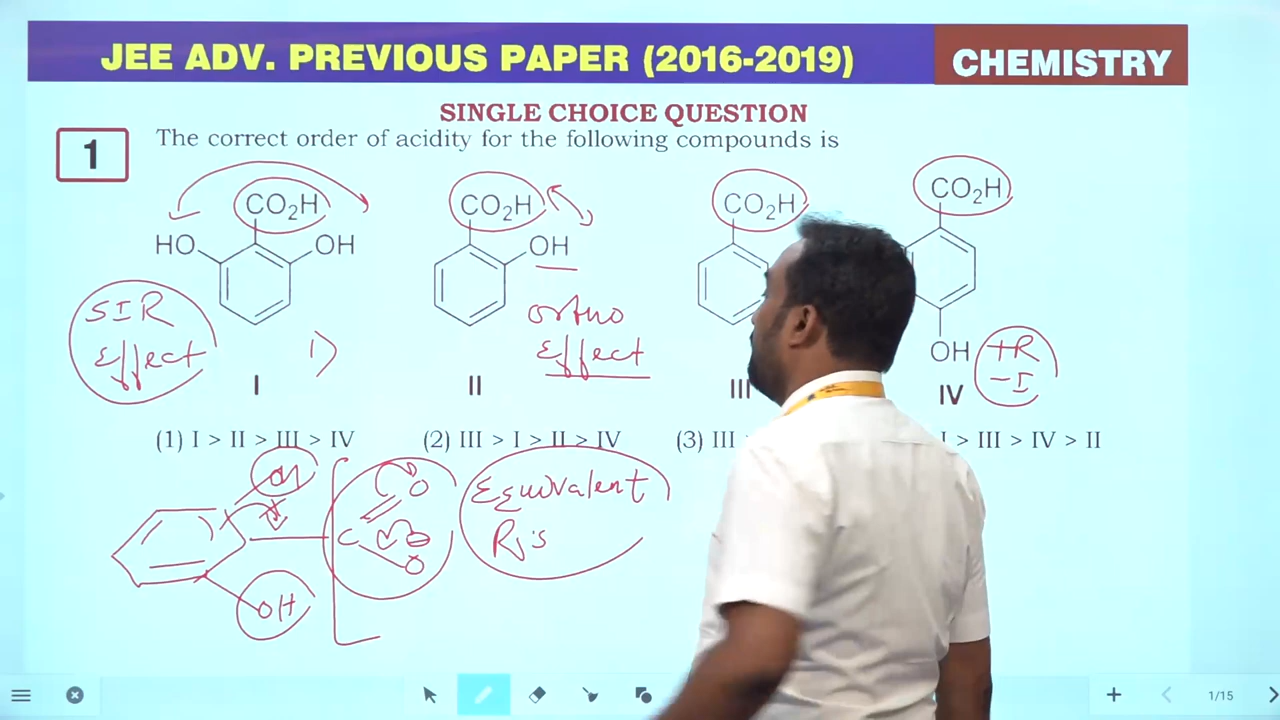 JEE ADV. PREVIOUS PAPER (2016-2019)
CHEMISTRY
SINGLE CHOICE QUESTION
1
The correct order of acidity for the following compounds is
CO₂H
HO
OH
I
CO₂H
OH
II
CO₂H
III
CO₂H
OH
IV
SIR
Effect
I >
ortho
Effect
+R
-I
(1) I > II > III > IV
(2) III > I > II > IV
(3) III
I > III > IV > II
OH
C
O
O
OH
Equivalent
R.S
1/15